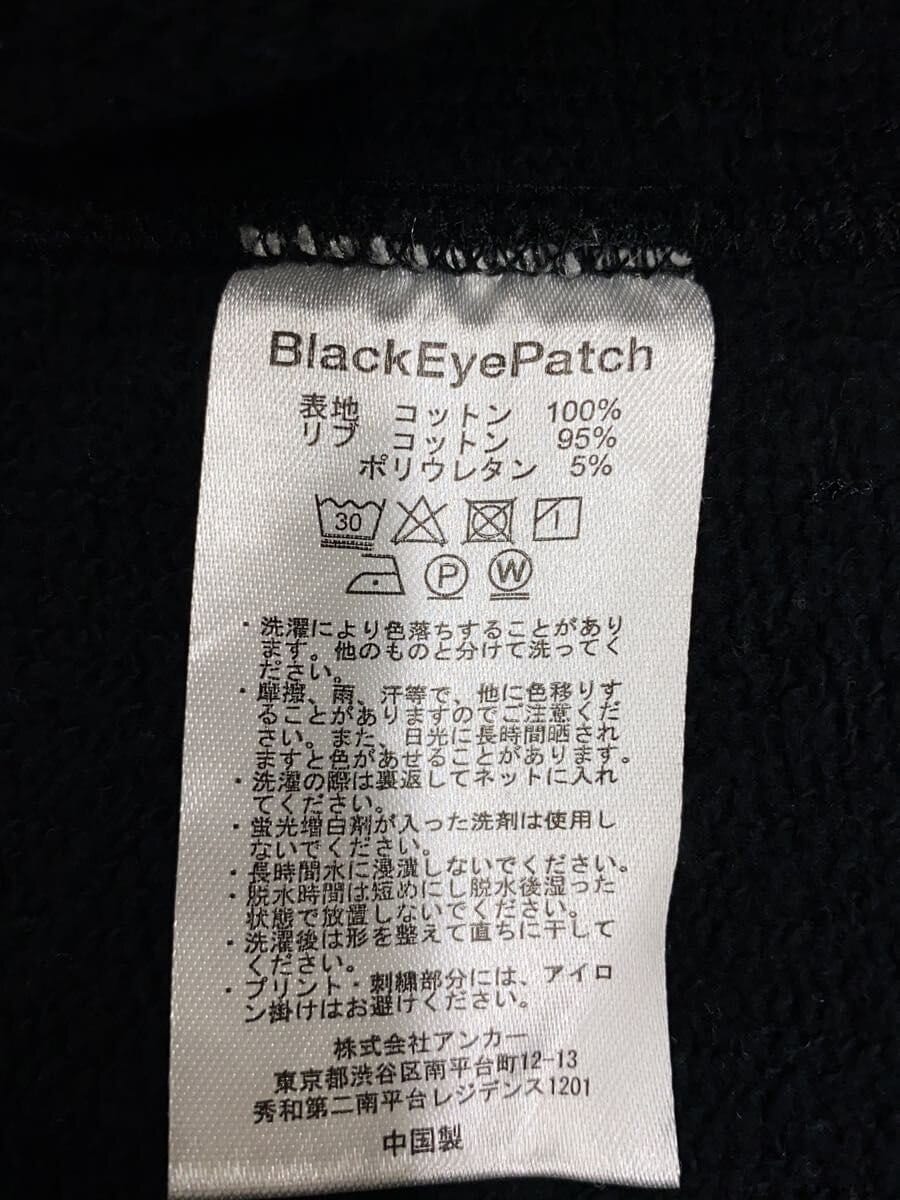 BlackEyePatch
表地 コットン 100%
リブ コットン 95%
ポリウレタン 5%
30
P W
・洗濯により色落ちすることがあり
ます。他のものと分けて洗ってく
ださい。
・摩擦、雨、汗等で、他に色移りす
ることがありますのでご注意くだ
さい。また、日光に長時間晒され
ますと色があせることがあります。
・洗濯の際は裏返してネットに入れ
てください。
・蛍光増白剤が入った洗剤は使用し
ないでください。
・長時間水に浸漬しないでください。
・脱水時間は短めにし脱水後湿った
状態で放置しないでください。
・洗濯後は形を整えて直ちに干して
ください。
・プリント・刺繍部分には、アイロ
ン掛けはお避けください。
株式会社アンカー
東京都渋谷区南平台町12-13
秀和第二南平台レジデンス1201
中国製